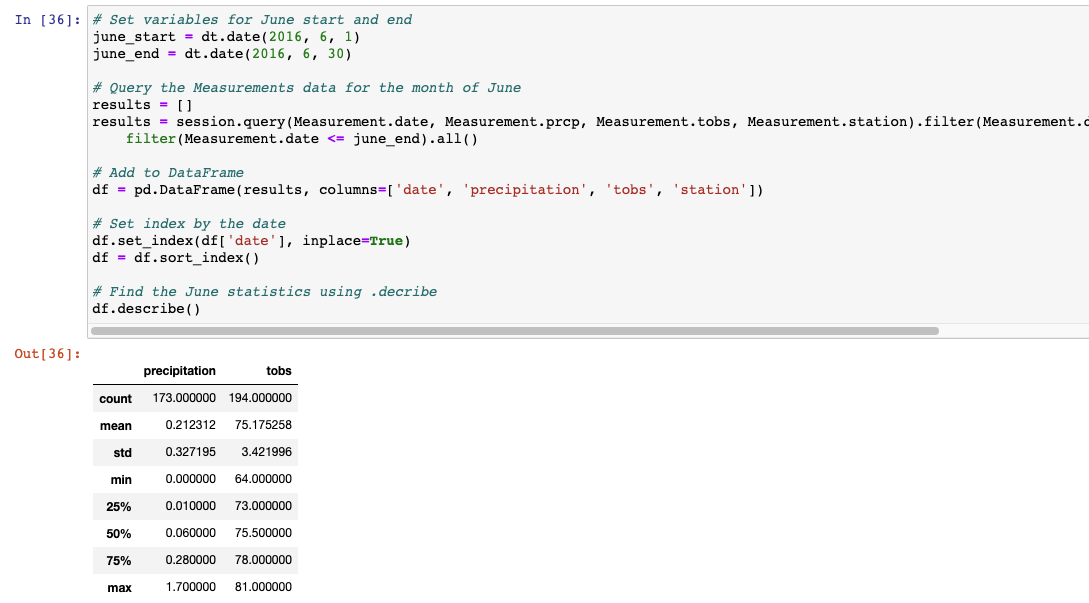 In [36]: # Set variables for June start and end
june_start = dt.date(2016, 6, 1)
june_end = dt.date(2016, 6, 30)
# Query the Measurements data for the month of June
results = []
results = session.query(Measurement.date, Measurement.prcp, Measurement.tobs, Measurement.station).filter(Measurement.d
filter(Measurement.date <= june_end).all()
# Add to DataFrame
df = pd.DataFrame(results, columns=['date', 'precipitation', 'tobs', 'station'])
# Set index by the date
df.set_index(df['date'], inplace=True)
df = df.sort_index()
# Find the June statistics using .decribe
df.describe()
Out[36]:
precipitation tobs
count 173.000000 194.000000
mean 0.212312 75.175258
std 0.327195 3.421996
min 0.000000 64.000000
25% 0.010000 73.000000
50% 0.060000 75.500000
75% 0.280000 78.000000
max 1.700000 81.000000